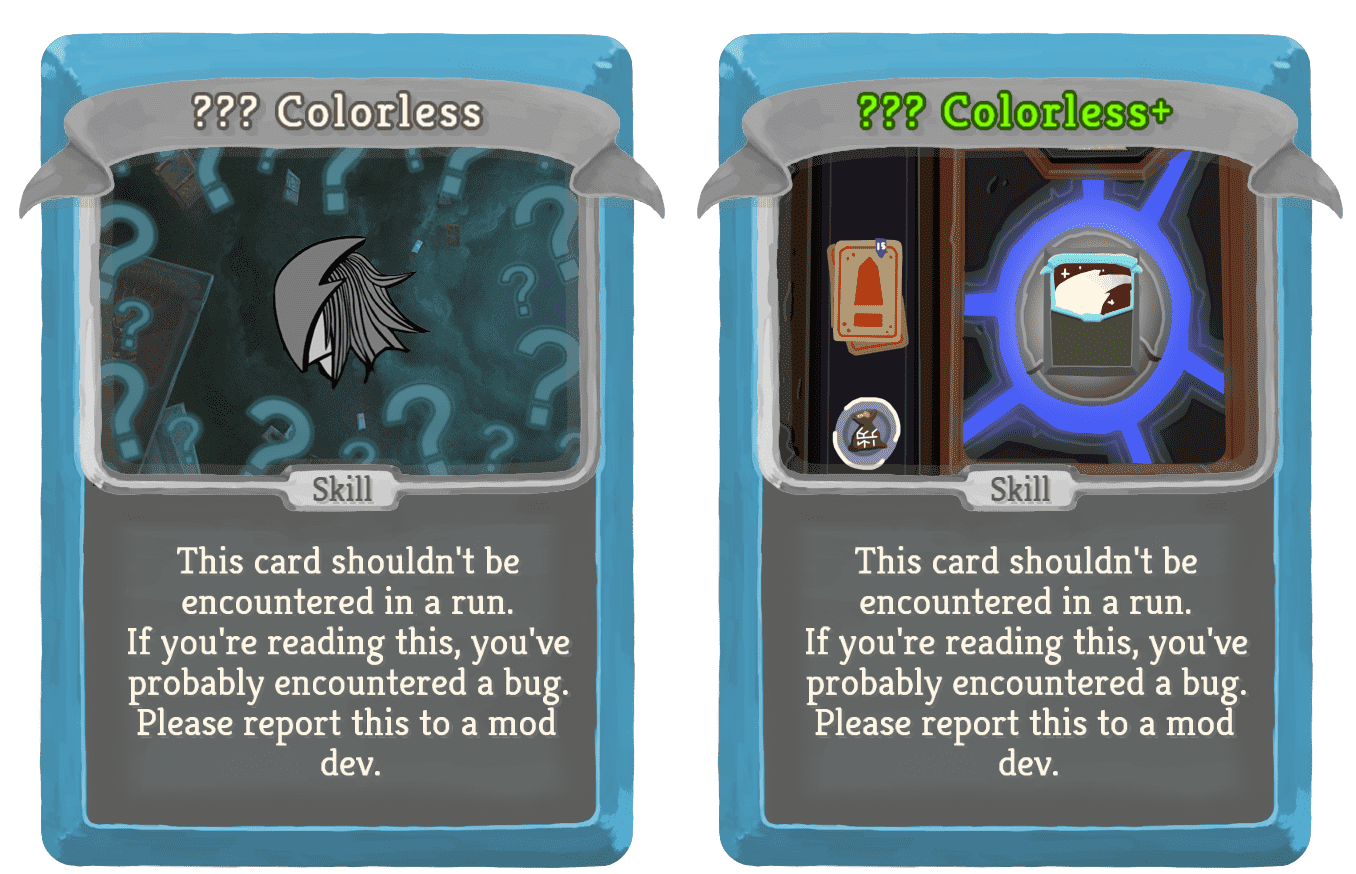 ??? Colorless
Skill
This card shouldn't be
encountered in a run.
If you're reading this, you've
probably encountered a bug.
Please report this to a mod
dev.
??? Colorless+
15
Skill
This card shouldn't be
encountered in a run.
If you're reading this, you've
probably encountered a bug.
Please report this to a mod
dev.